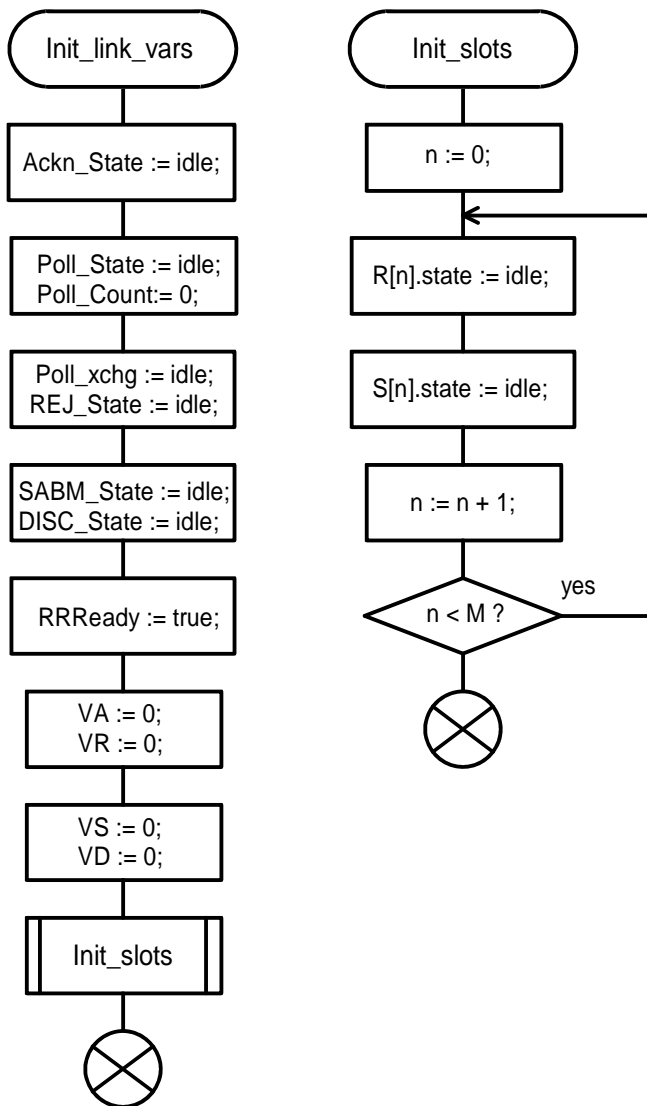 Init_link_vars
Ackn_State := idle;
Poll_State := idle;
Poll_Count:= 0;
Poll_xchg := idle;
REJ_State := idle;
SABM_State := idle;
DISC_State := idle;
RRReady := true;
VA := 0;
VR := 0;
VS := 0;
VD := 0;
Init_slots
Init_slots
n := 0;
R[n].state := idle;
S[n].state := idle;
n := n + 1;
n < M ?
yes